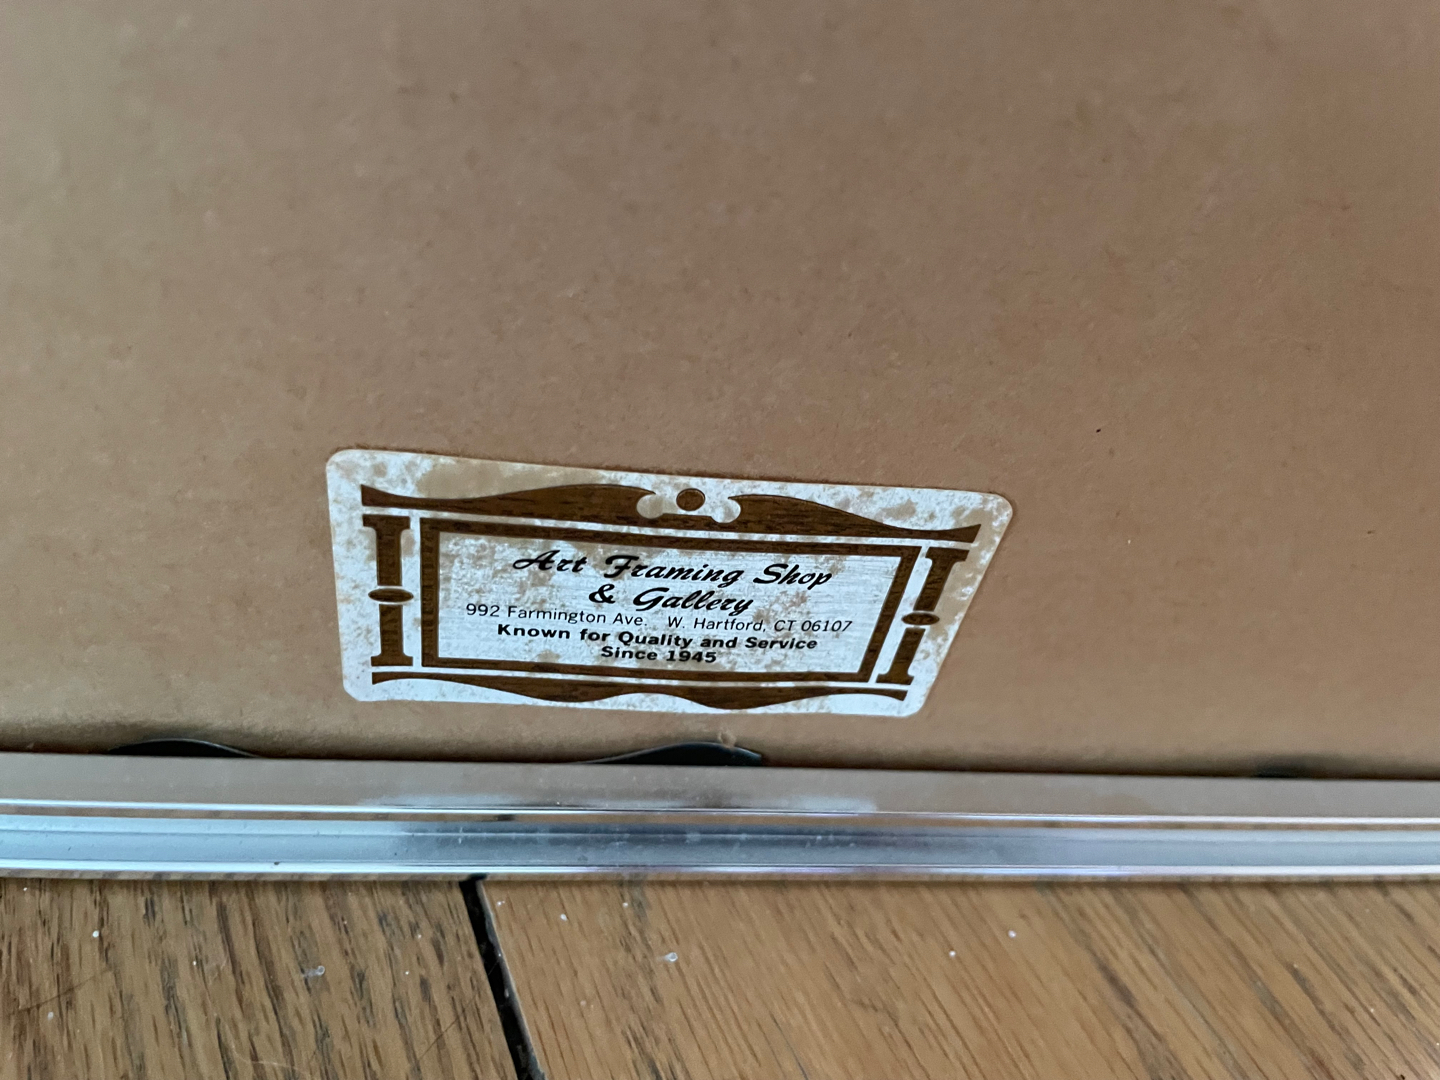 Art Framing Shop
& Gallery
992 Farmington Ave. W. Hartford, CT 06107
Known for Quality and Service
Since 1945